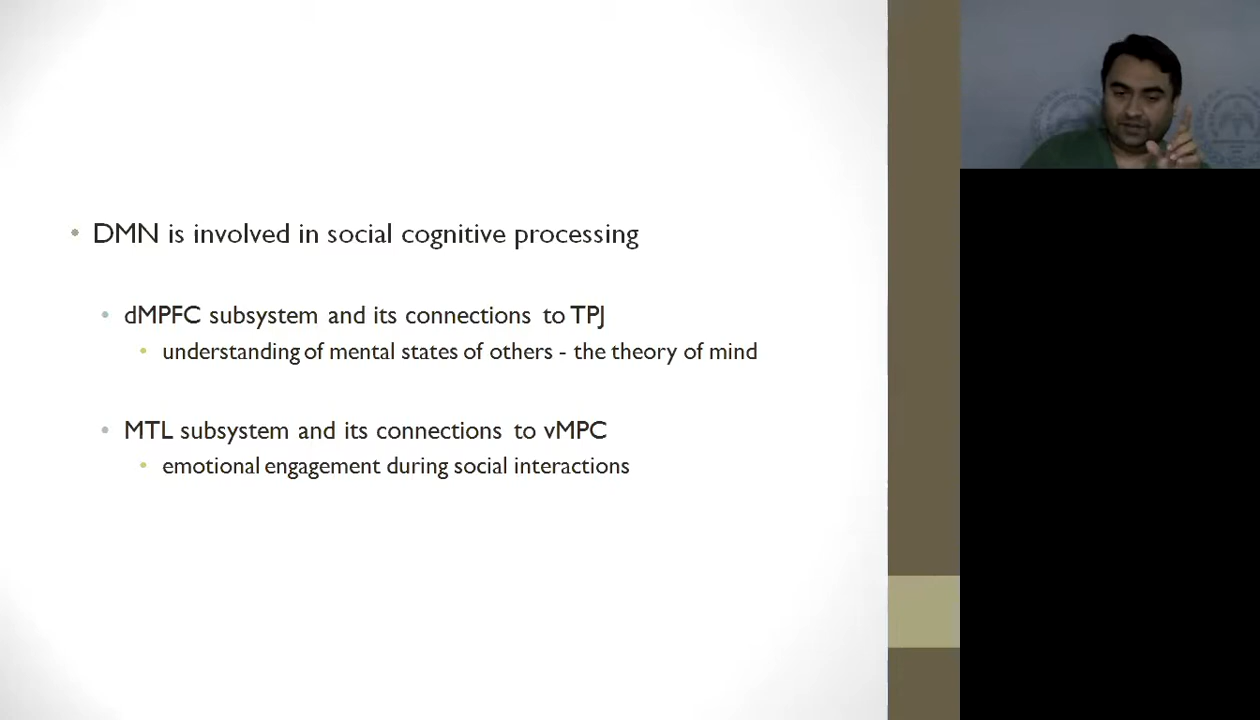 DMN is involved in social cognitive processing
dMPFC subsystem and its connections to TPJ
understanding of mental states of others - the theory of mind
MTL subsystem and its connections to vMPC
emotional engagement during social interactions